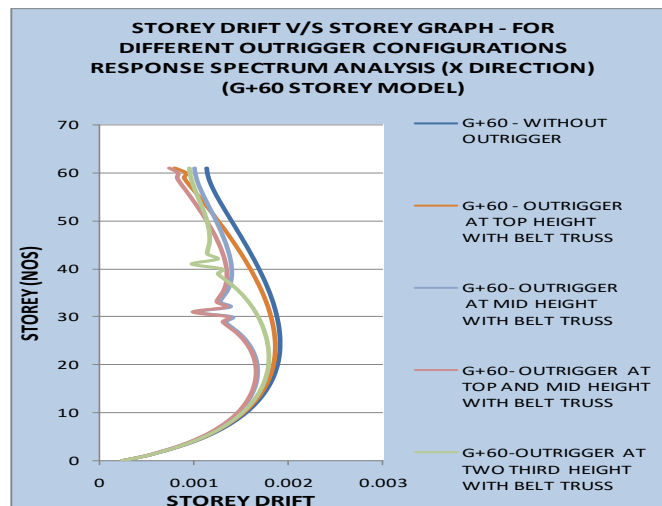 STOREY DRIFT V/S STOREY GRAPH - FOR
DIFFERENT OUTRIGGER CONFIGURATIONS
RESPONSE SPECTRUM ANALYSIS (X DIRECTION)
(G+60 STOREY MODEL)
70
60
50
40
30
20
10
0
STOREY (NOS)
0
0.001
0.002
0.003
STOREY DRIFT
G+60 - WITHOUT
OUTRIGGER
G+60 - OUTRIGGER
AT TOP HEIGHT
WITH BELT TRUSS
G+60- OUTRIGGER
AT MID HEIGHT
WITH BELT TRUSS
G+60- OUTRIGGER AT
TOP AND MID HEIGHT
WITH BELT TRUSS
G+60-OUTRIGGER AT
TWO THIRD HEIGHT
WITH BELT TRUSS